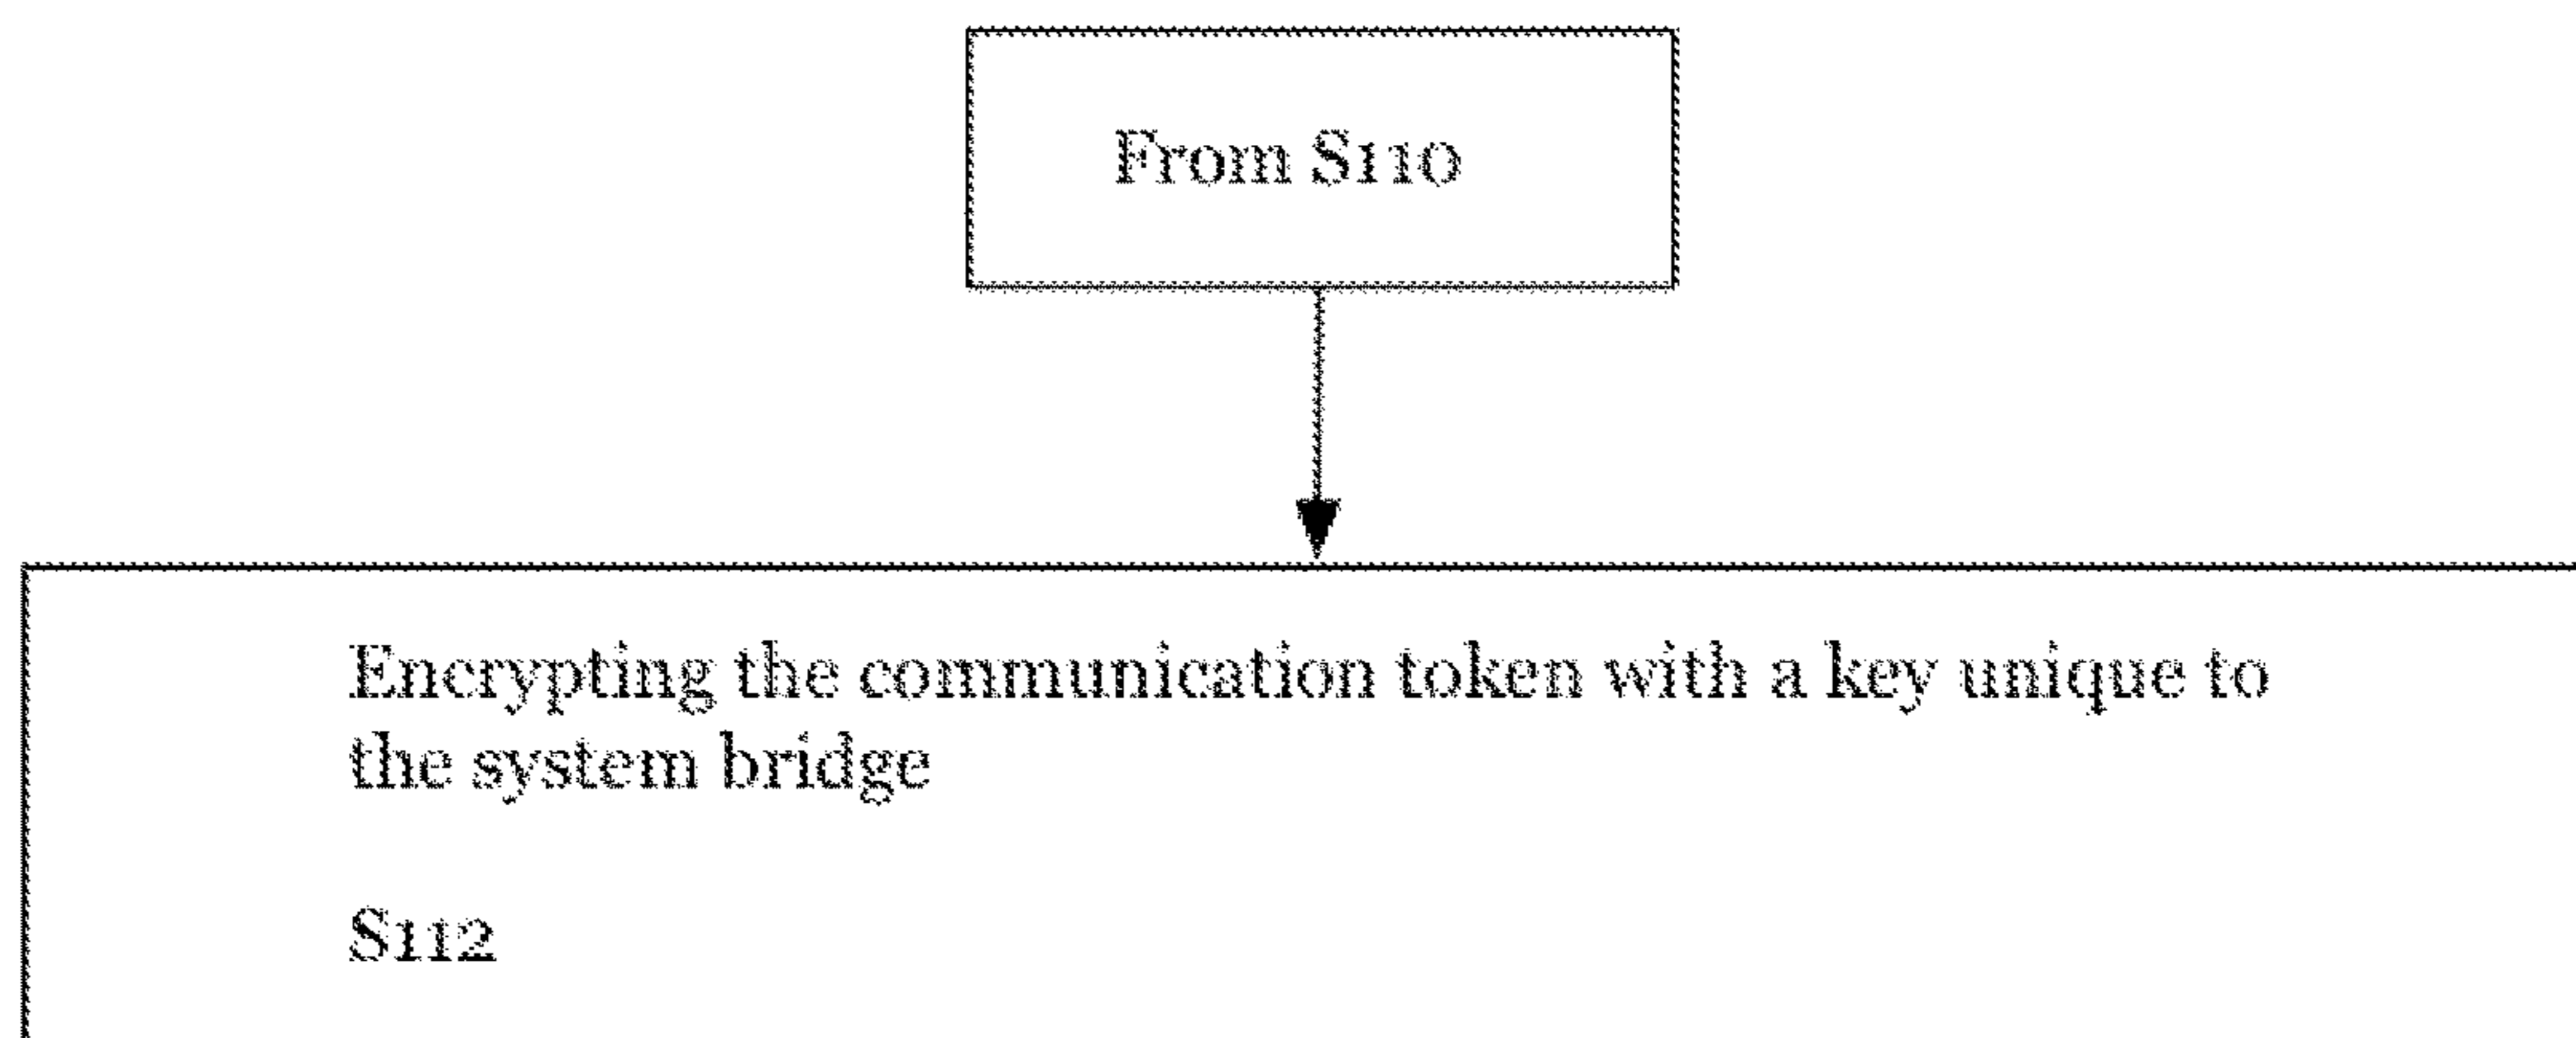 From S110
Encrypting the communication token with a key unique to
the system bridge
S112